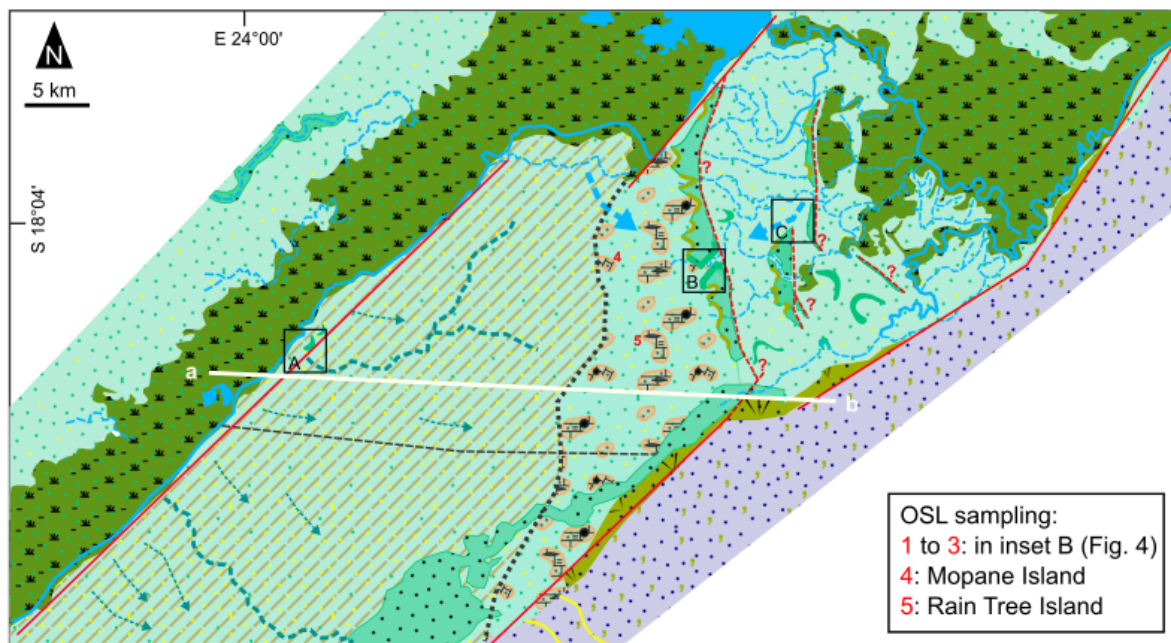 E 24°00'
N
5 km
S 18°04'
?
C
4
?
B
?
5
A
?
?
a
b
OSL sampling:
1 to 3: in inset B (Fig. 4)
4: Mopane Island
5: Rain Tree Island